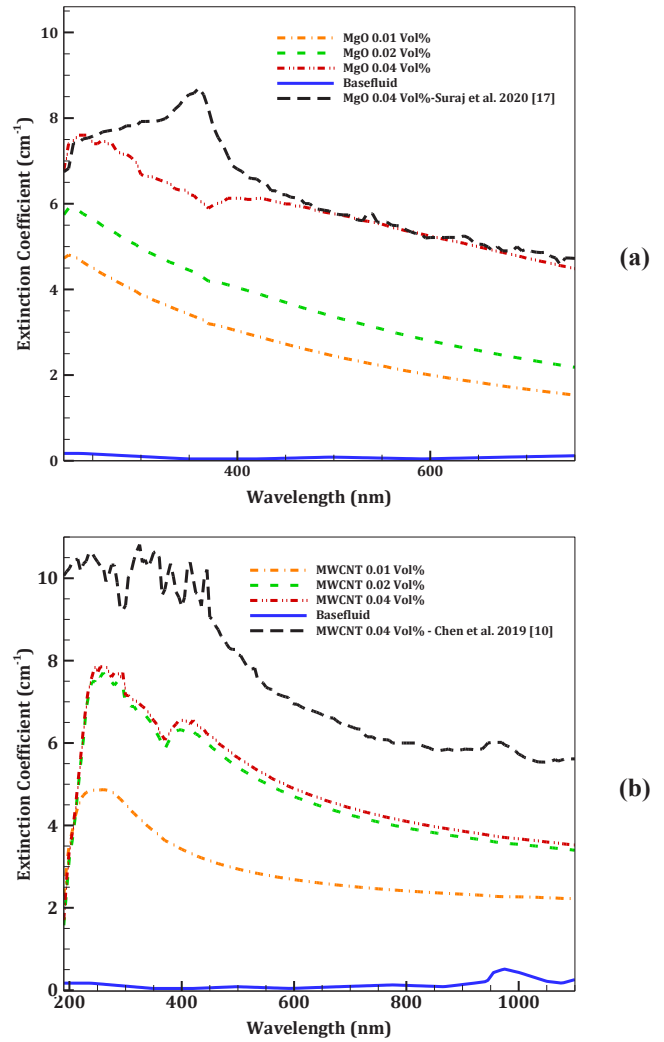 10
8
6
4
2
0
Extinction Coefficient (cm-1)
MgO 0.01 Vol%
MgO 0.02 Vol%
MgO 0.04 Vol%
Basefluid
MgO 0.04 Vol%-Suraj et al. 2020 [17]
(a)
400 600
Wavelength (nm)
10
8
6
4
2
0
Extinction Coefficient (cm-1)
MWCNT 0.01 Vol%
MWCNT 0.02 Vol%
MWCNT 0.04 Vol%
Basefluid
MWCNT 0.04 Vol% - Chen et al. 2019 [10]
(b)
200 400 600 800 1000
Wavelength (nm)